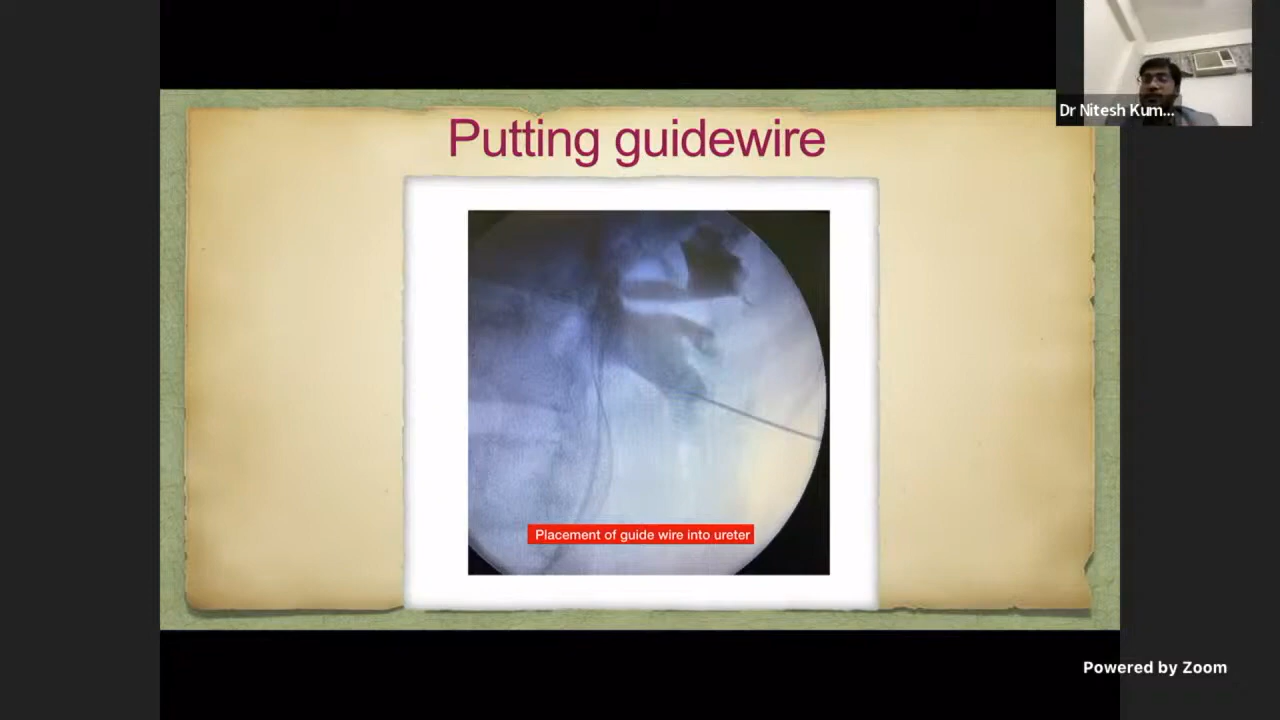 Putting guidewire
Dr Nitesh Kum...
Placement of guide wire into ureter
Powered by Zoom